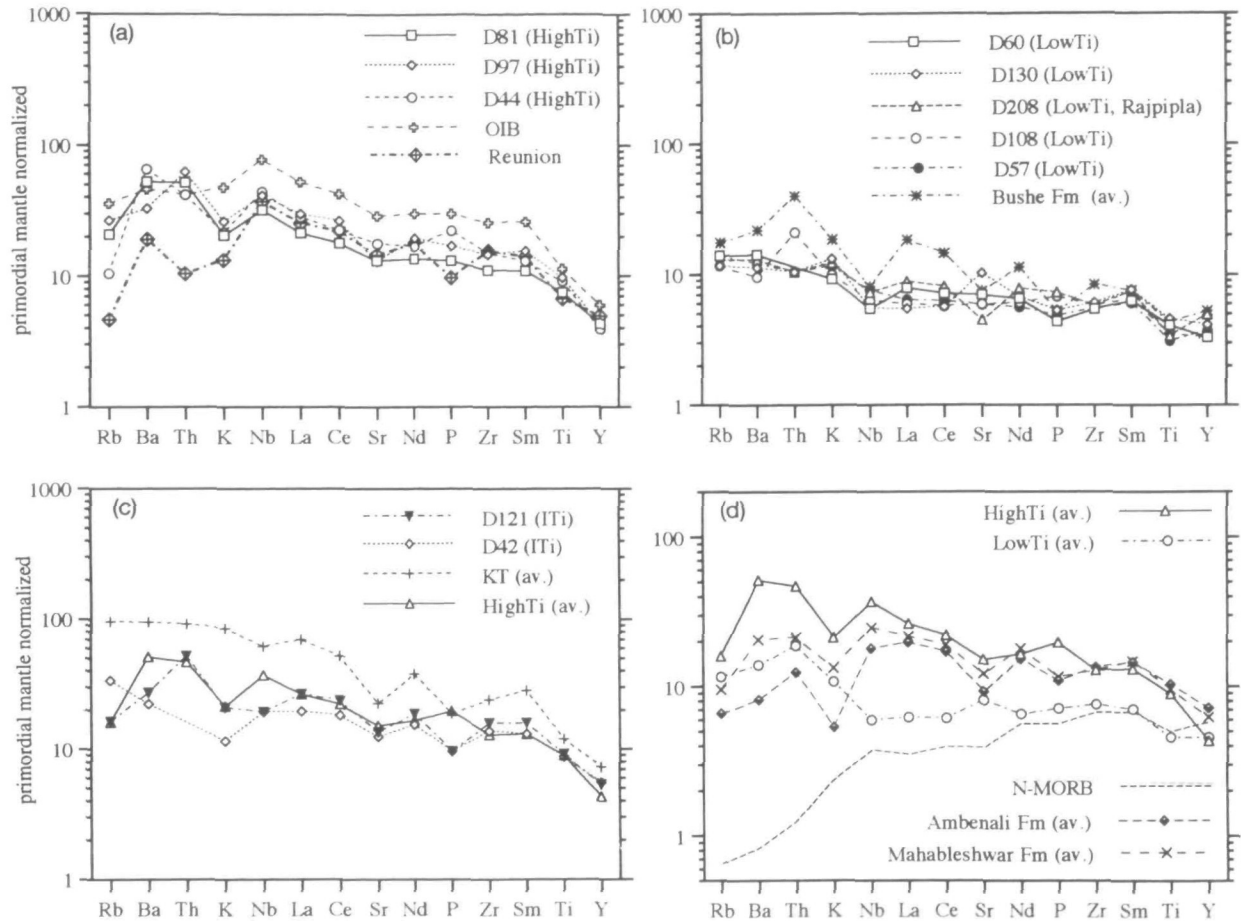 (a)
1000
100
10
1
primordial mantle normalized
D81 (HighTi)
D97 (HighTi)
D44 (HighTi)
OIB
Reunion
Rb Ba Th K Nb La Ce Sr Nd P Zr Sm Ti Y
(b)
1000
100
10
1
D60 (LowTi)
D130 (LowTi)
D208 (LowTi, Rajpipla)
D108 (LowTi)
D57 (LowTi)
Bushe Fm (av.)
Rb Ba Th K Nb La Ce Sr Nd P Zr Sm Ti Y
(c)
1000
100
10
1
primordial mantle normalized
D121 (ITi)
D42 (ITi)
KT (av.)
HighTi (av.)
Rb Ba Th K Nb La Ce Sr Nd P Zr Sm Ti Y
(d)
100
10
1
HighTi (av.)
LowTi (av.)
N-MORB
Ambenali Fm (av.)
Mahableshwar Fm (av.)
Rb Ba Th K Nb La Ce Sr Nd P Zr Sm Ti Y